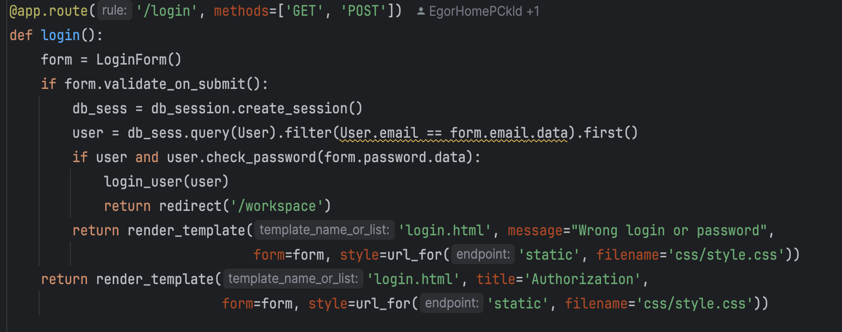 @app.route( rule: '/login', methods=['GET', 'POST']) EgorHomePCkld +1
def login():
    form = LoginForm()
    if form.validate_on_submit():
        db_sess = db_session.create_session()
        user = db_sess.query(User).filter(User.email == form.email.data).first()
        if user and user.check_password(form.password.data):
            login_user(user)
            return redirect('/workspace')
        return render_template( template_name_or_list: 'login.html', message="Wrong login or password",
                               form=form, style=url_for( endpoint: 'static', filename='css/style.css'))
    return render_template( template_name_or_list: 'login.html', title='Authorization',
                           form=form, style=url_for( endpoint: 'static', filename='css/style.css'))